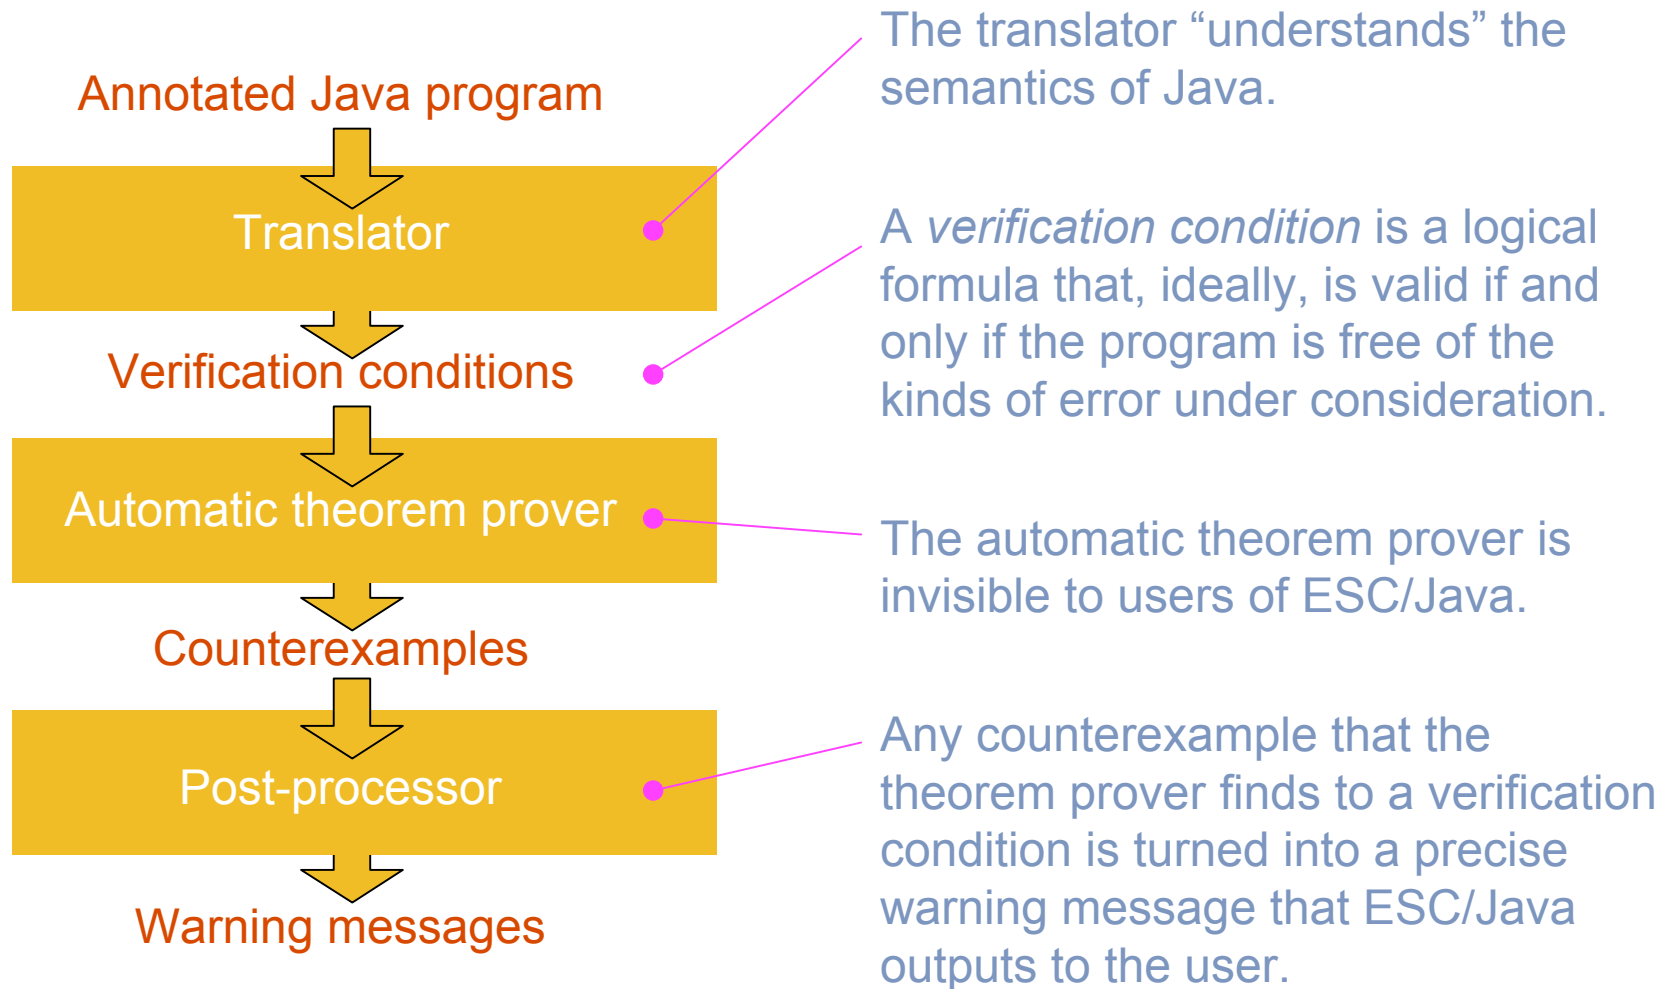 Annotated Java program
Translator
Verification conditions
Automatic theorem prover
Counterexamples
Post-processor
Warning messages
The translator “understands” the
semantics of Java.
A verification condition is a logical
formula that, ideally, is valid if and
only if the program is free of the
kinds of error under consideration.
The automatic theorem prover is
invisible to users of ESC/Java.
Any counterexample that the
theorem prover finds to a verification
condition is turned into a precise
warning message that ESC/Java
outputs to the user.